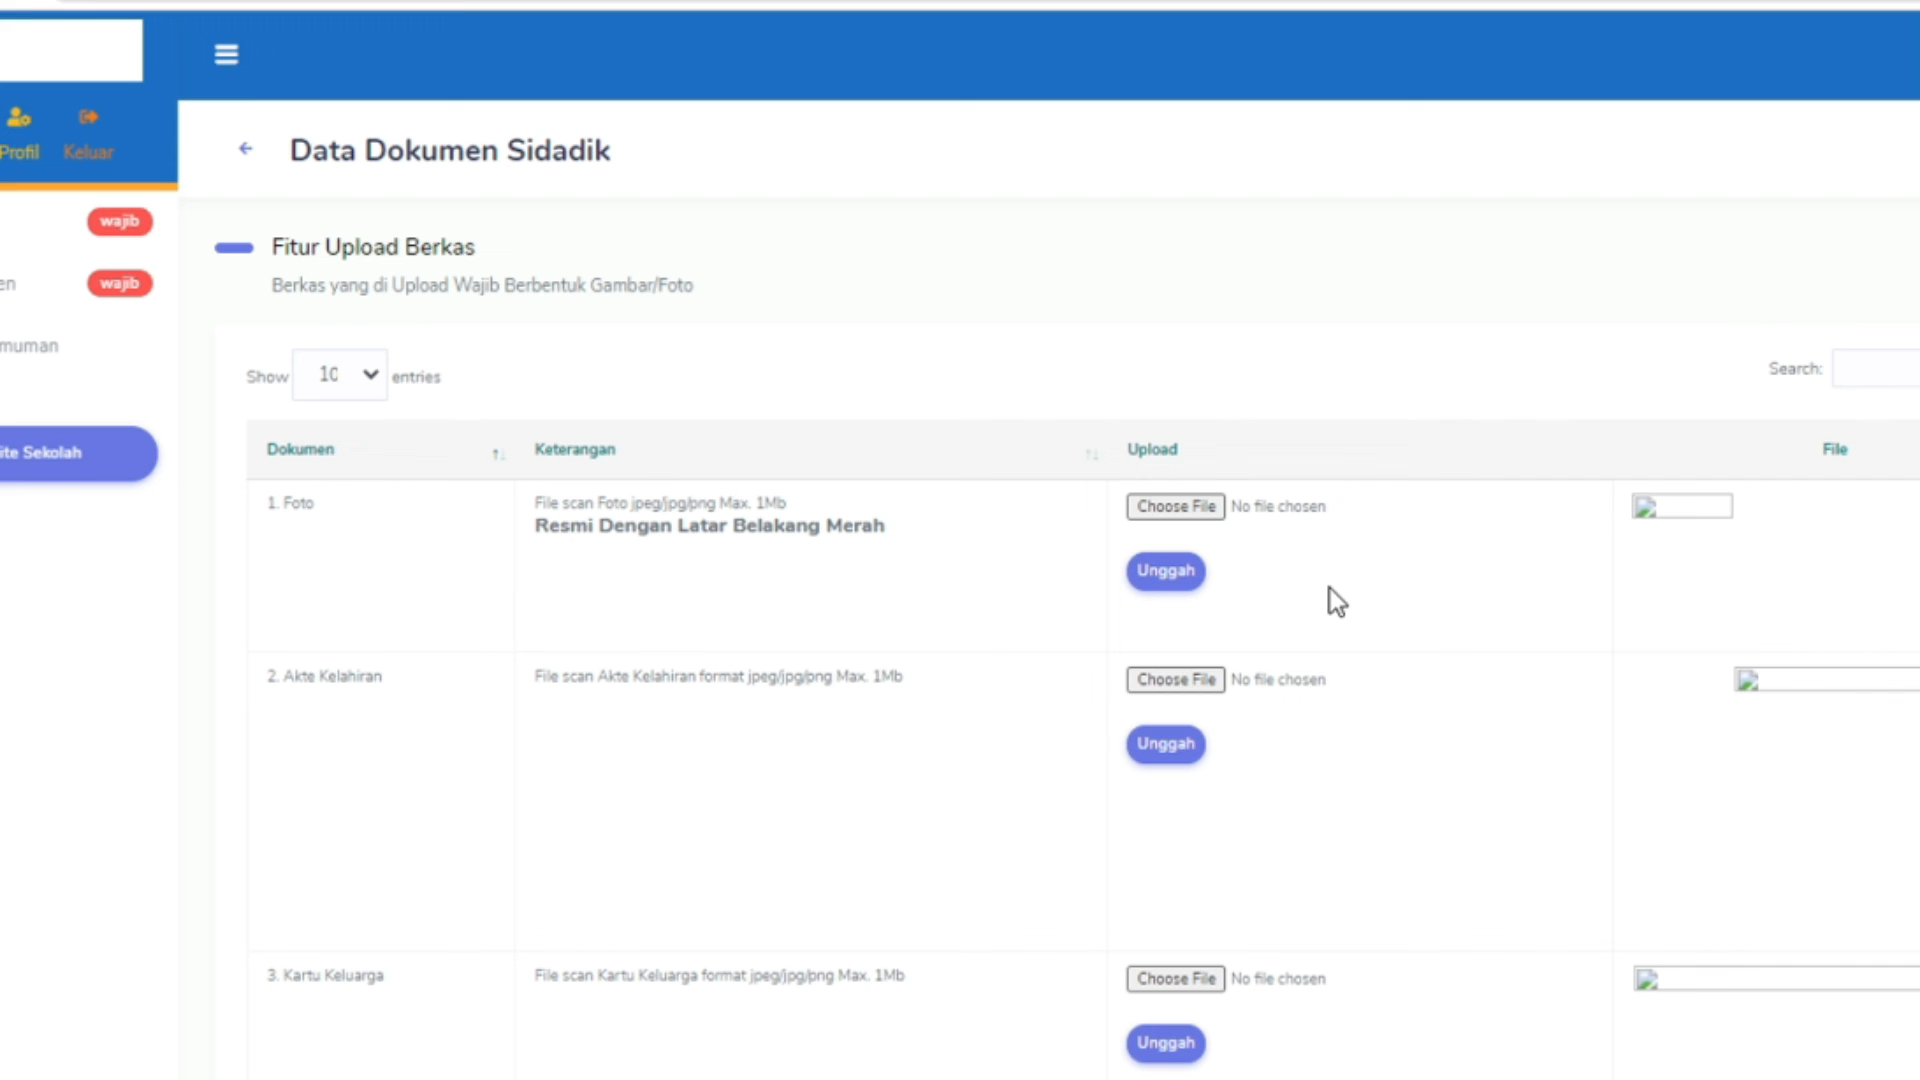 Profil Keluar
wajib
en wajib
muman
ite Sekolah
Data Dokumen Sidadik
Fitur Upload Berkas
Berkas yang di Upload Wajib Berbentuk Gambar/Foto
Show 10 entries
Search:
Dokumen Keterangan Upload File
1. Foto File scan Foto jpeg/jpg/png Max. 1Mb Choose File No file chosen
Resmi Dengan Latar Belakang Merah
Unggah
2. Akte Kelahiran File scan Akte Kelahiran format jpeg/jpg/png Max. 1Mb Choose File No file chosen
Unggah
3. Kartu Keluarga File scan Kartu Keluarga format jpeg/jpg/png Max. 1Mb Choose File No file chosen
Unggah